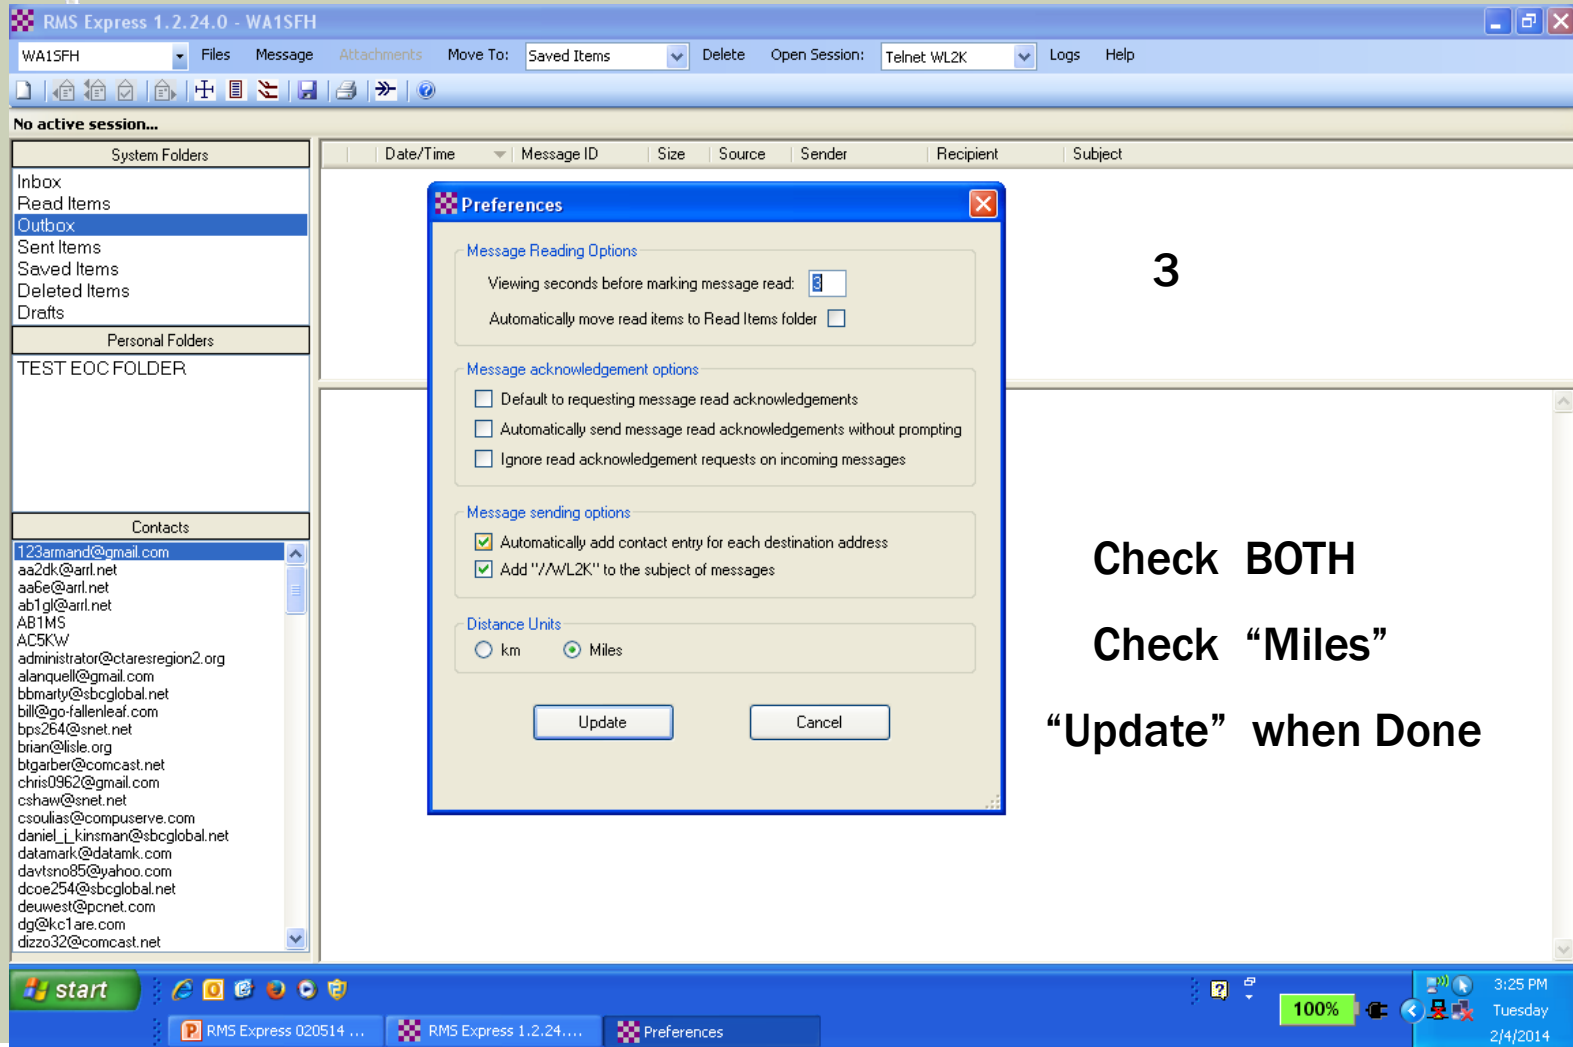 RMS Express 1.2.24.0 - WA1SFH
WA1SFH Files Message Attachments Move To: Saved Items Delete Open Session: Telnet WL2K Logs Help
No active session...
System Folders
Inbox
Read Items
Outbox
Sent Items
Saved Items
Deleted Items
Drafts
Personal Folders
TEST EOC FOLDER
Contacts
123armand@gmail.com
aa2dk@arrl.net
aa6e@arrl.net
ab1gl@arrl.net
AB1MS
AC5KW
administrator@ctaresregion2.org
alanquell@gmail.com
bbmarty@sbcglobal.net
bill@go-fallenleaf.com
bps264@snet.net
brian@lisle.org
btgarber@comcast.net
chris0962@gmail.com
cshaw@snet.net
csoulias@compuserve.com
daniel_j_kinsman@sbcglobal.net
datamark@datamk.com
davtsno85@yahoo.com
dcoe254@sbcglobal.net
deuwest@pcnet.com
dg@kc1are.com
dizzo32@comcast.net
Date/Time Message ID Size Source Sender Recipient Subject
Preferences
Message Reading Options
Viewing seconds before marking message read: 3
Automatically move read items to Read Items folder
Message acknowledgement options
Default to requesting message read acknowledgements
Automatically send message read acknowledgements without prompting
Ignore read acknowledgement requests on incoming messages
Message sending options
Automatically add contact entry for each destination address
Add "//WL2K" to the subject of messages
Distance Units
km Miles
Update Cancel
3
Check BOTH
Check “Miles”
“Update” when Done
start
RMS Express 020514 ... RMS Express 1.2.24.... Preferences
100%
3:25 PM
Tuesday
2/4/2014